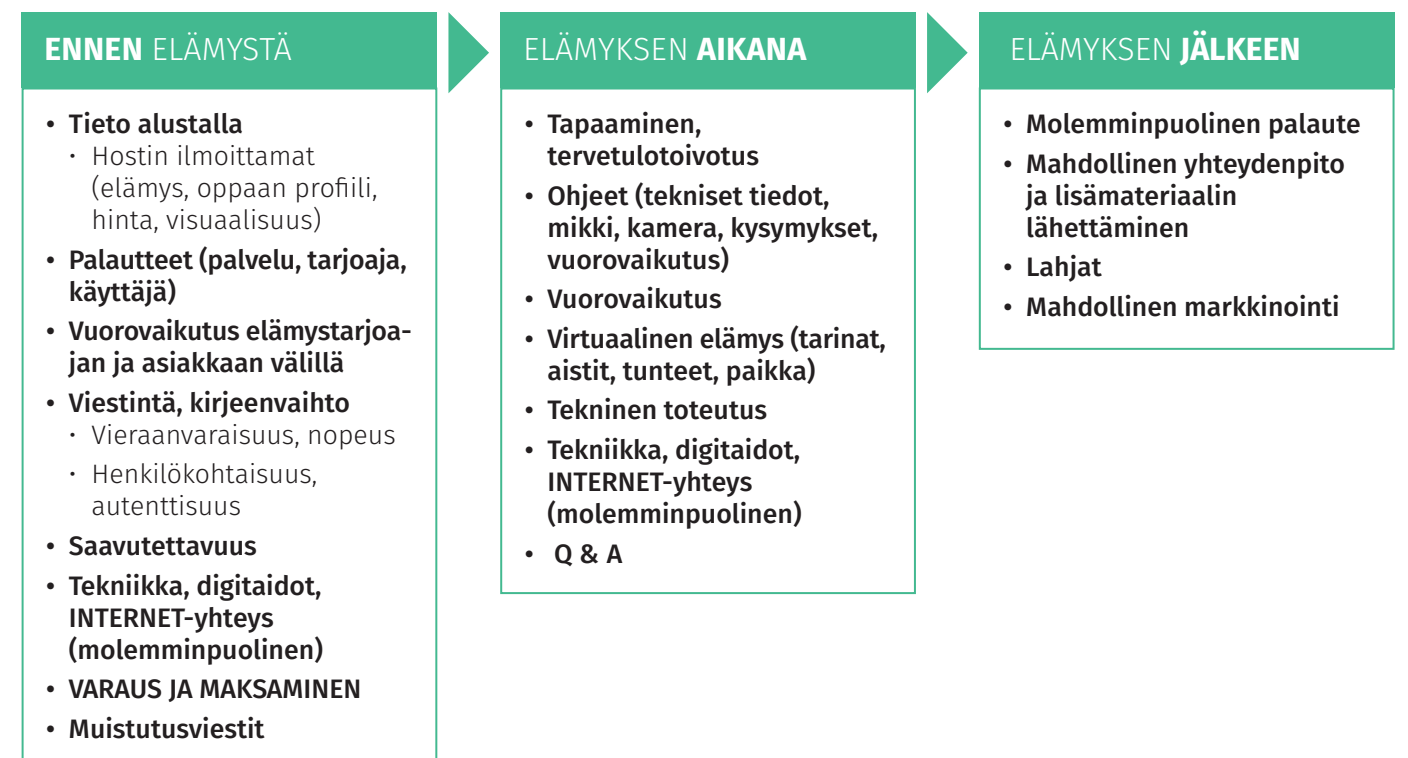 ENNEN ELÄMYSTÄ
• Tieto alustalla
· Hostin ilmoittamat
(elämys, oppaan profiili,
hinta, visuaalisuus)
• Palautteet (palvelu, tarjoaja,
käyttäjä)
• Vuorovaikutus elämystarjoa-
jan ja asiakkaan välillä
• Viestintä, kirjeenvaihto
· Vieraanvaraisuus, nopeus
· Henkilökohtaisuus,
autenttisuus
• Saavutettavuus
• Tekniikka, digitaidot,
INTERNET-yhteys
(molemminpuolinen)
• VARAUS JA MAKSAMINEN
• Muistutusviestit
ELÄMYKSEN AIKANA
• Tapaaminen,
tervetulotoivotus
• Ohjeet (tekniset tiedot,
mikki, kamera, kysymykset,
vuorovaikutus)
• Vuorovaikutus
• Virtuaalinen elämys (tarinat,
aistit, tunteet, paikka)
• Tekninen toteutus
• Tekniikka, digitaidot,
INTERNET-yhteys
(molemminpuolinen)
• Q & A
ELÄMYKSEN JÄLKEEN
• Molemminpuolinen palaute
• Mahdollinen yhteydenpito
ja lisämateriaalin
lähettäminen
• Lahjat
• Mahdollinen markkinointi